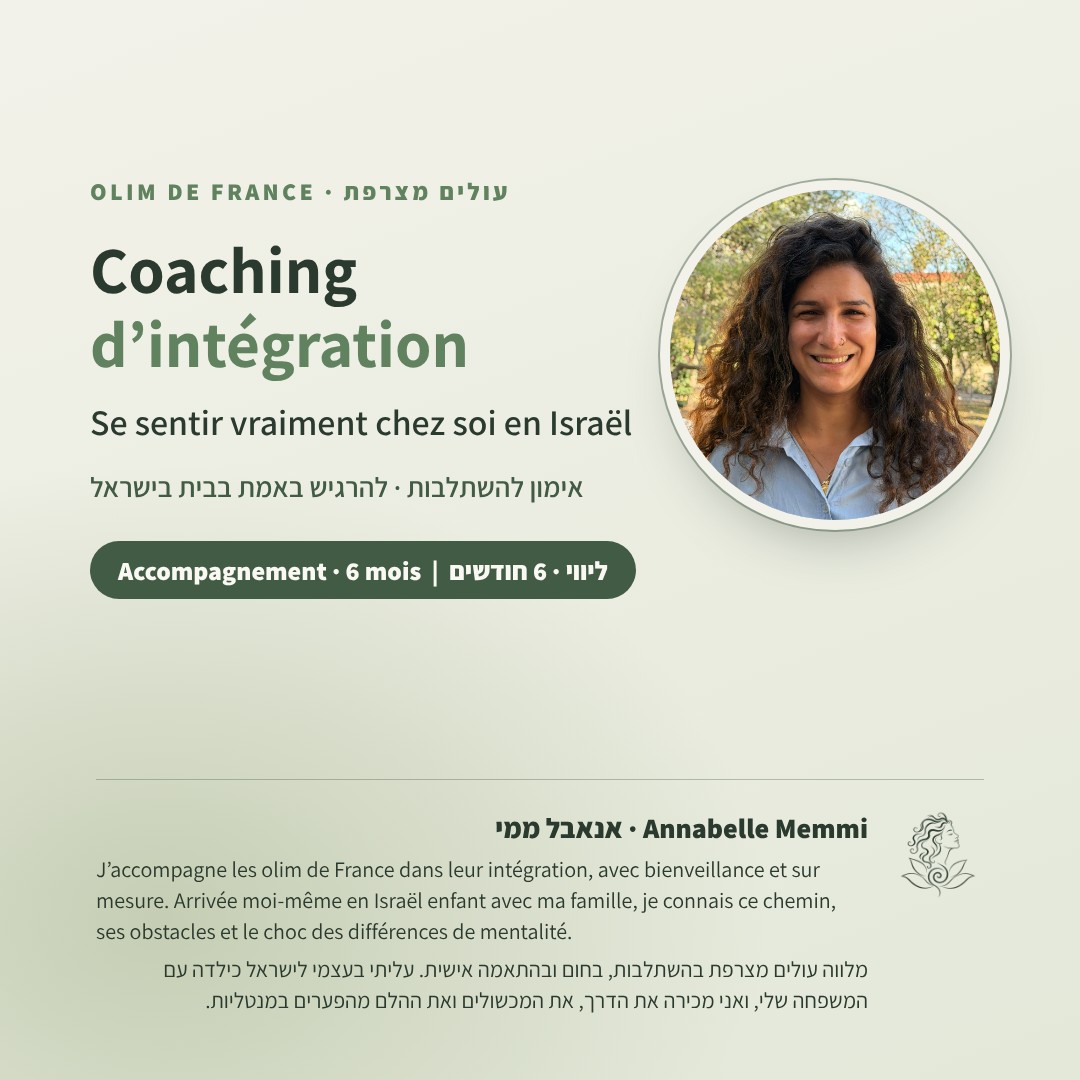 OLIM DE FRANCE · עולים מצרפת
Coaching
d’intégration
Se sentir vraiment chez soi en Israël
אימון להשתלבות · להרגיש באמת בבית בישראל
Accompagnement · 6 mois | ליווי · 6 חודשים
Annabelle Memmi · אנאבל ממי
J’accompagne les olim de France dans leur intégration, avec bienveillance et sur
mesure. Arrivée moi-même en Israël enfant avec ma famille, je connais ce chemin,
ses obstacles et le choc des différences de mentalité.
מלווה עולים מצרפת בהשתלבות, בחום ובהתאמה אישית. עליתי בעצמי לישראל כילדה עם
המשפחה שלי, ואני מכירה את הדרך, את המכשולים ואת ההלם מהפערים במנטליות.